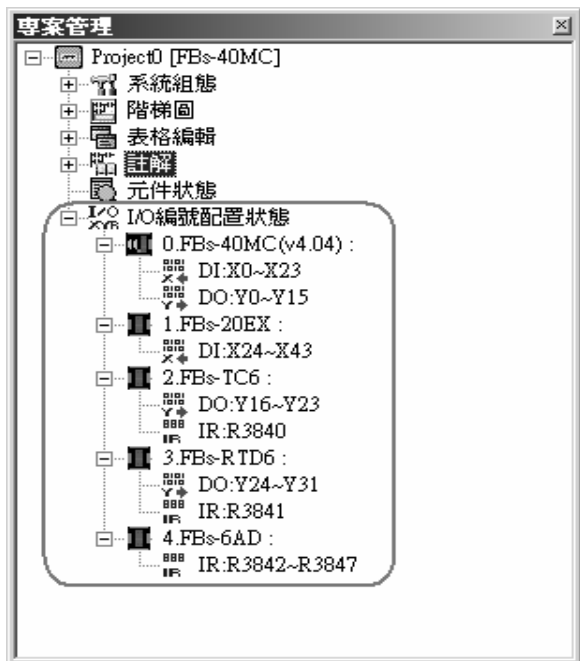 專案管理
Project0 [FBs-40MC]
系統組態
階梯圖
表格編輯
註解
元件狀態
I/O編號配置狀態
0.FBs-40MC(v4.04) :
DI:X0~X23
DO:Y0~Y15
1.FBs-20EX :
DI:X24~X43
2.FBs-TC6 :
DO:Y16~Y23
IR:R3840
3.FBs-RTD6 :
DO:Y24~Y31
IR:R3841
4.FBs-6AD :
IR:R3842~R3847